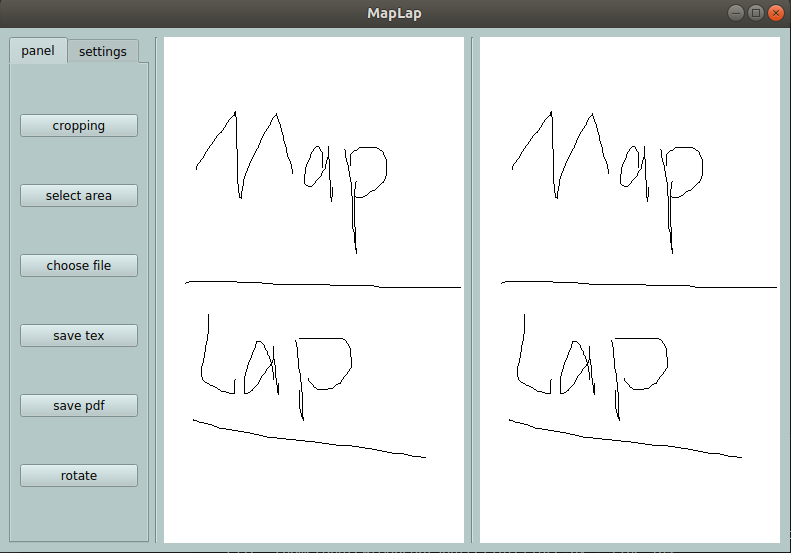 MapLap
panel settings
cropping
select area
choose file
save tex
save pdf
rotate
Map
Lap
Map
Lap